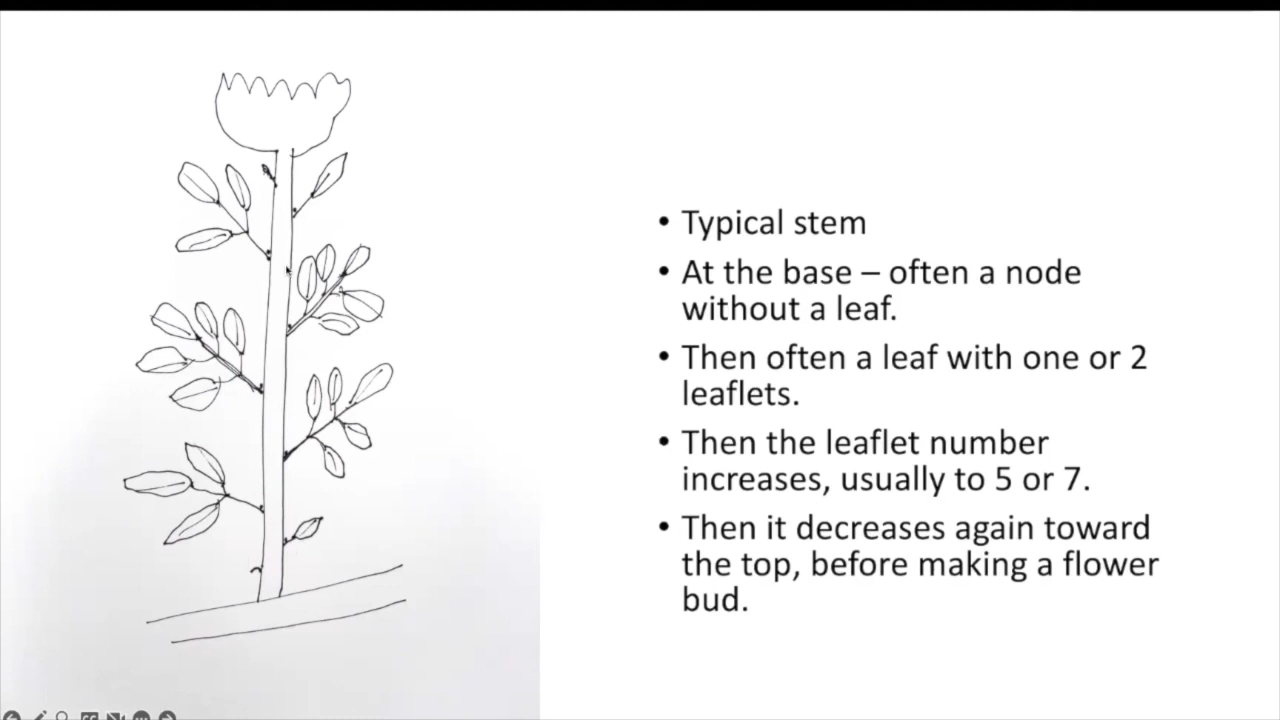 • Typical stem
• At the base – often a node
without a leaf.
• Then often a leaf with one or 2
leaflets.
• Then the leaflet number
increases, usually to 5 or 7.
• Then it decreases again toward
the top, before making a flower
bud.